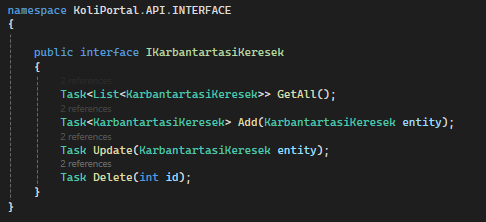 namespace KoliPortal.API.INTERFACE
{
public interface IKarbantartasiKeresek
{
2 references
Task<List<KarbantartasiKeresek>> GetAll();
2 references
Task<KarbantartasiKeresek> Add(KarbantartasiKeresek entity);
2 references
Task Update(KarbantartasiKeresek entity);
2 references
Task Delete(int id);
}
}